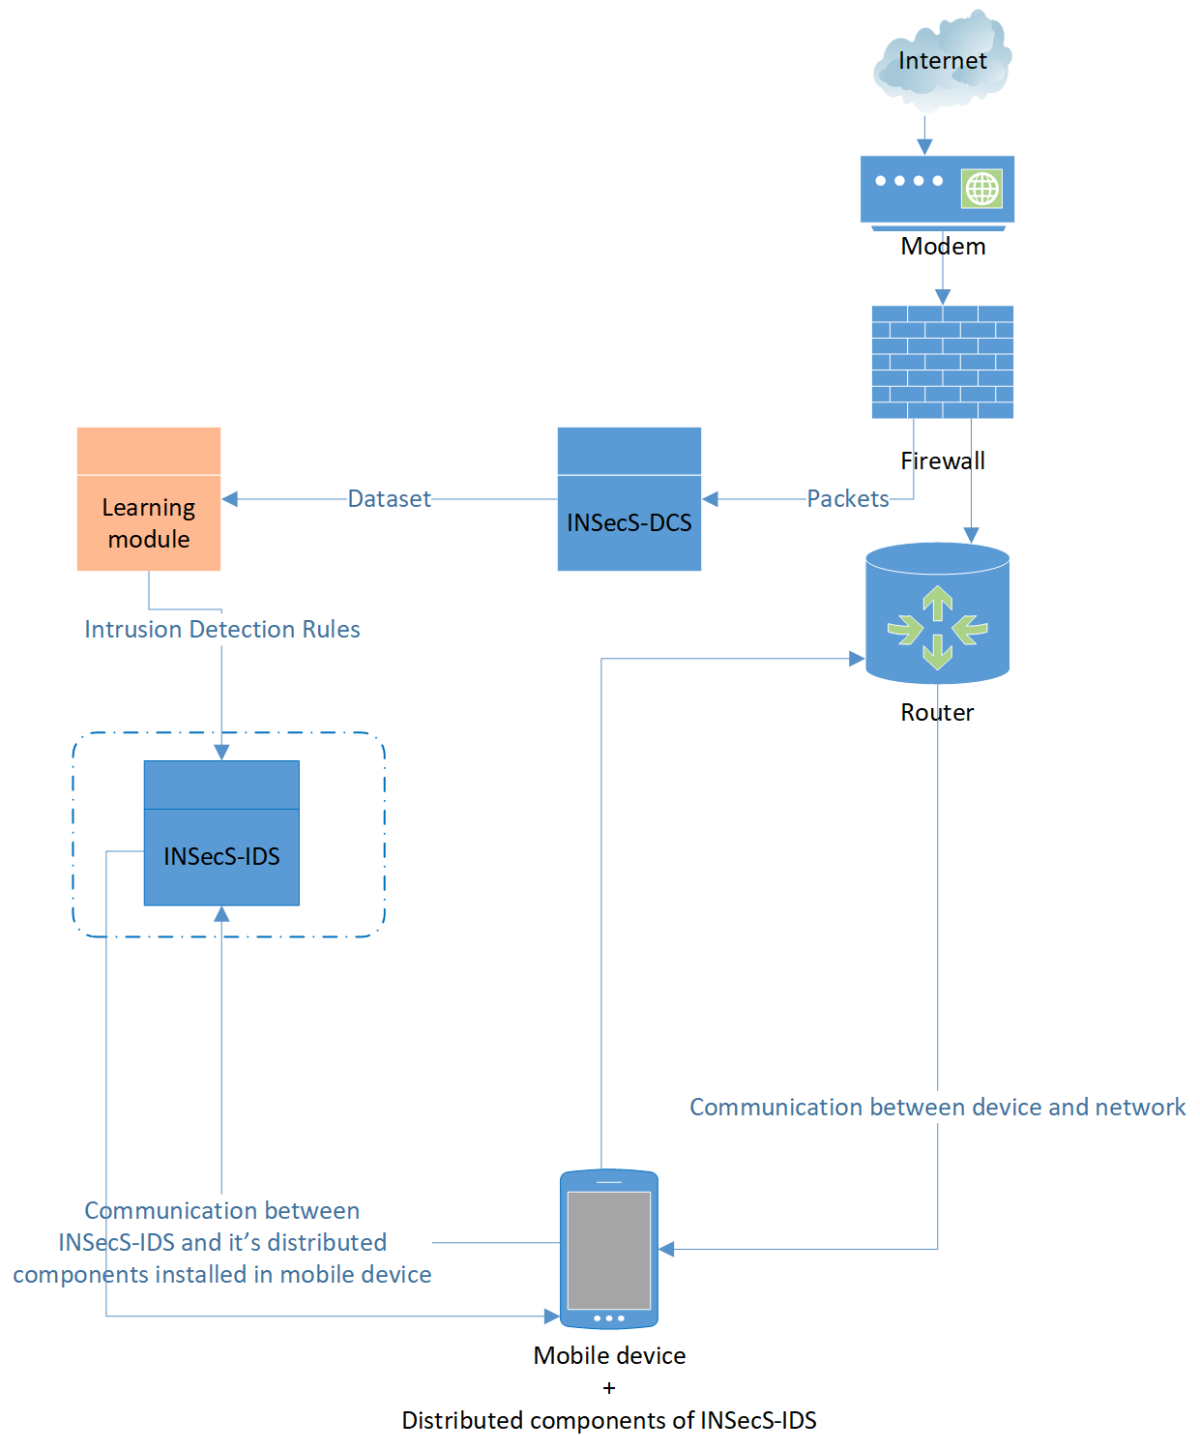 Internet
Modem
Firewall
Packets
INSecS-DCS
Dataset
Learning
module
Intrusion Detection Rules
Router
INSecS-IDS
Communication between device and network
Communication between
INSecS-IDS and it's distributed
components installed in mobile device
Mobile device
+
Distributed components of INSecS-IDS